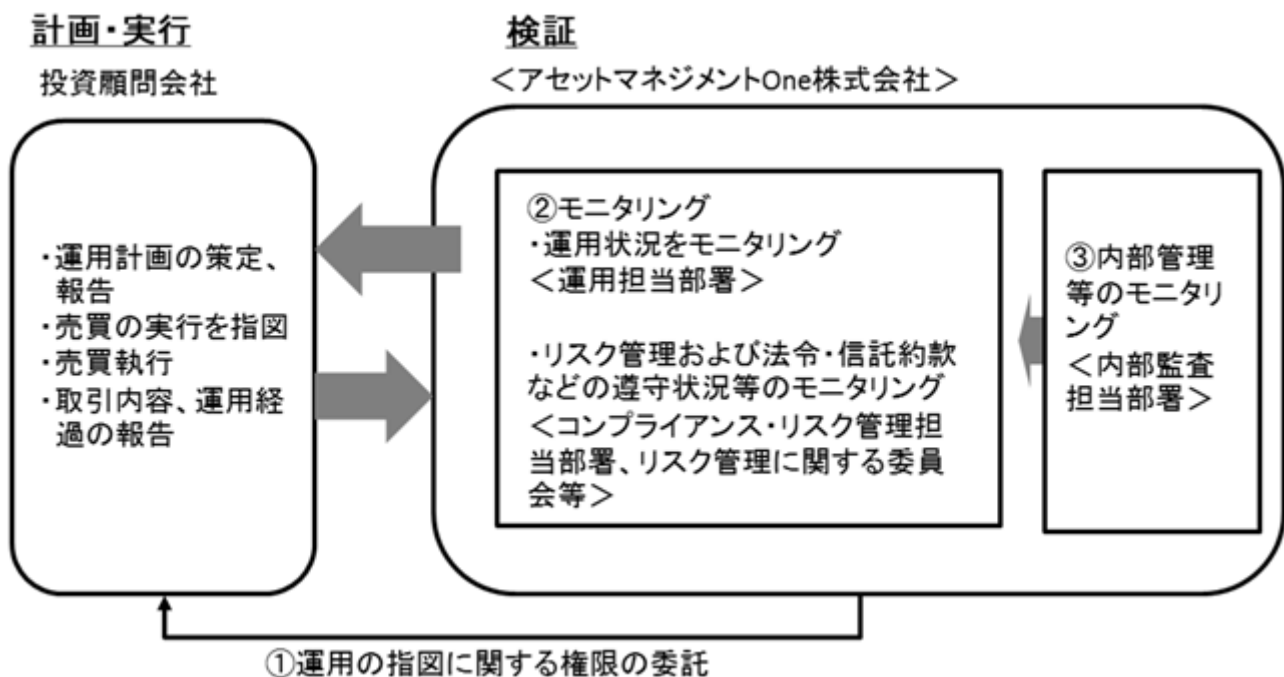 計画・実行
投資顧問会社
・運用計画の策定、
報告
・売買の実行を指図
・売買執行
・取引内容、運用経
過の報告
検証
＜アセットマネジメントOne株式会社＞
②モニタリング
・運用状況をモニタリング
＜運用担当部署＞
・リスク管理および法令・信託約款
などの遵守状況等のモニタリング
＜コンプライアンス・リスク管理担
当部署、リスク管理に関する委員
会等＞
③内部管理
等のモニタリ
ング
＜内部監査
担当部署＞
①運用の指図に関する権限の委託